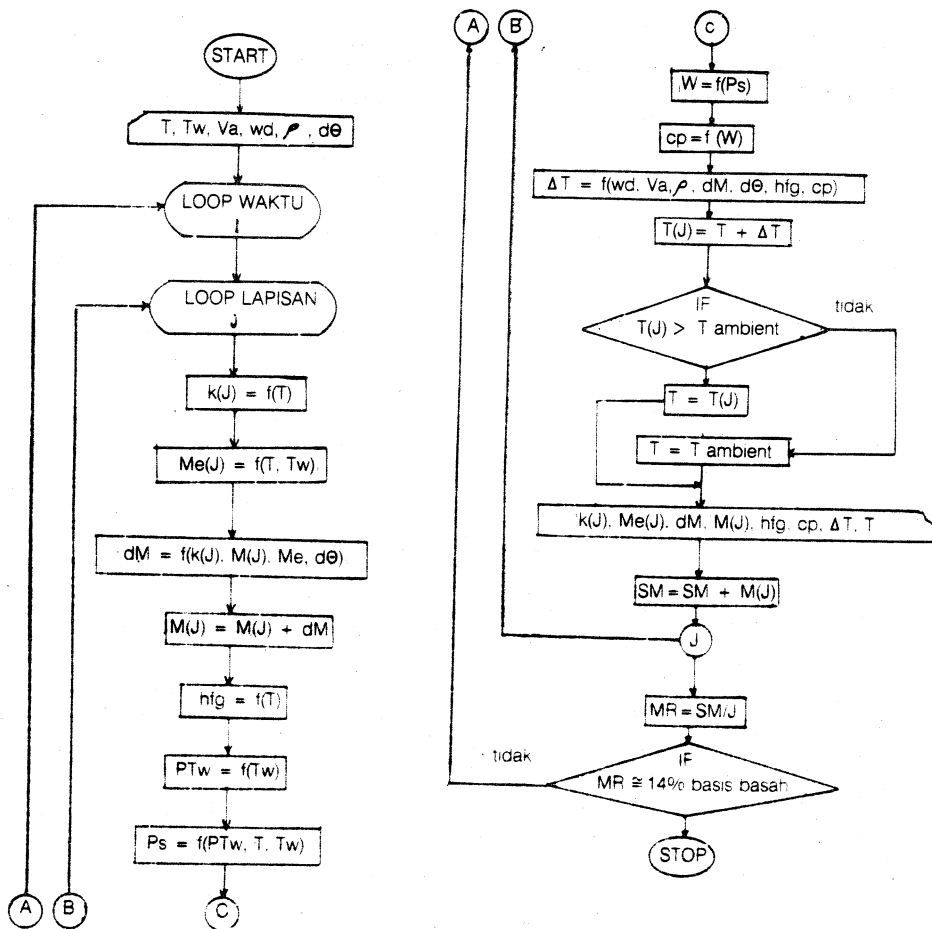 START
T, Tw, Va, wd, ρ, dΘ
LOOP WAKTU
I
LOOP LAPISAN
J
k(J) = f(T)
Me(J) = f(T, Tw)
dM = f(k(J), M(J), Me, dΘ)
M(J) = M(J) + dM
hfg = f(T)
PTw = f(Tw)
Ps = f(PTw, T, Tw)
A
B
C
A
B
c
W = f(Ps)
cp = f (W)
ΔT = f(wd, Va, ρ, dM, dΘ, hfg, cp)
T(J) = T + ΔT
IF
T(J) > T ambient
tidak
T = T(J)
T = T ambient
k(J), Me(J), dM, M(J), hfg, cp, ΔT, T
SM = SM + M(J)
J
MR = SM/J
tidak
IF
MR ≅ 14% basis basah
STOP